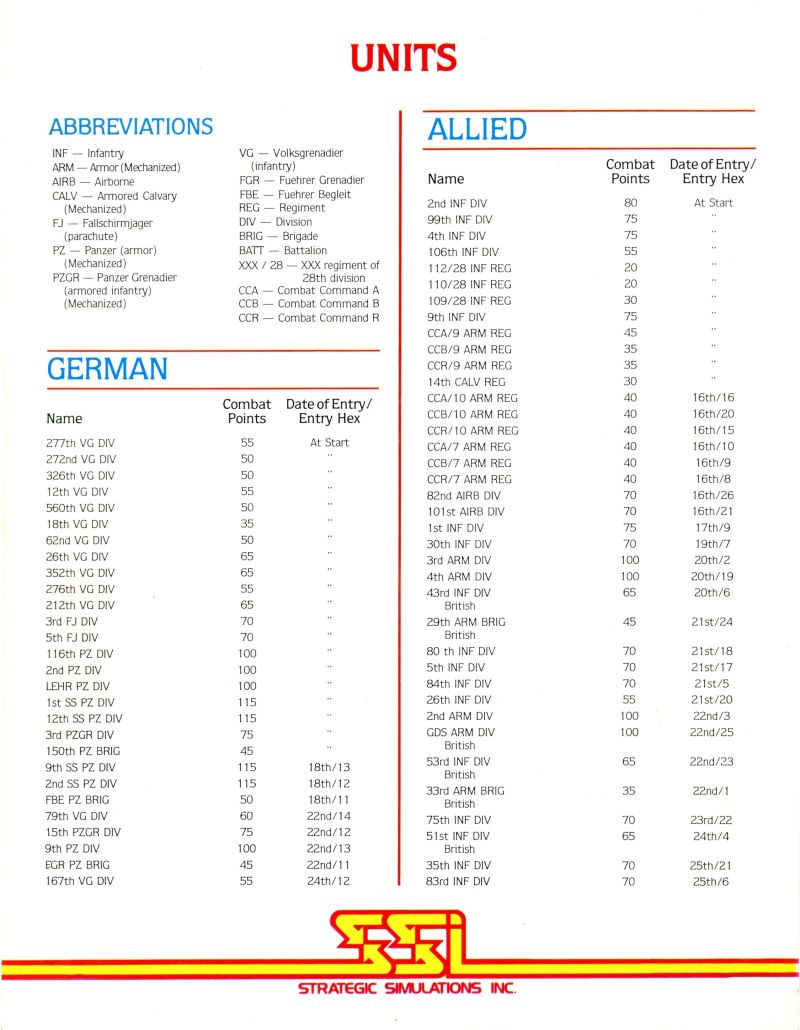 UNITS
ABBREVIATIONS
INF — Infantry
ARM — Armor (Mechanized)
AIRB — Airborne
CALV — Armored Calvary
(Mechanized)
FJ — Fallschirmjager
(parachute)
PZ — Panzer (armor)
(Mechanized)
PZGR — Panzer Grenadier
(armored infantry)
(Mechanized)
VG — Volksgrenadier
(infantry)
FGR — Fuehrer Grenadier
FBE — Fuehrer Begleit
REG — Regiment
DIV — Division
BRIG — Brigade
BATT — Battalion
XXX / 28 — XXX regiment of
28th division
CCA — Combat Command A
CCB — Combat Command B
CCR — Combat Command R
GERMAN
Name Combat Points Date of Entry/ Entry Hex
277th VG DIV 55 At Start
272nd VG DIV 50 "
326th VG DIV 50 "
12th VG DIV 55 "
560th VG DIV 50 "
18th VG DIV 35 "
62nd VG DIV 50 "
26th VG DIV 65 "
352th VG DIV 65 "
276th VG DIV 55 "
212th VG DIV 65 "
3rd FJ DIV 70 "
5th FJ DIV 70 "
116th PZ DIV 100 "
2nd PZ DIV 100 "
LEHR PZ DIV 100 "
1st SS PZ DIV 115 "
12th SS PZ DIV 115 "
3rd PZGR DIV 75 "
150th PZ BRIG 45 "
9th SS PZ DIV 115 18th/13
2nd SS PZ DIV 115 18th/12
FBE PZ BRIG 50 18th/11
79th VG DIV 60 22nd/14
15th PZGR DIV 75 22nd/12
9th PZ DIV 100 22nd/13
FGR PZ BRIG 45 22nd/11
167th VG DIV 55 24th/12
ALLIED
Name Combat Points Date of Entry/ Entry Hex
2nd INF DIV 80 At Start
99th INF DIV 75 "
4th INF DIV 75 "
106th INF DIV 55 "
112/28 INF REG 20 "
110/28 INF REG 20 "
109/28 INF REG 30 "
9th INF DIV 75 "
CCA/9 ARM REG 45 "
CCB/9 ARM REG 35 "
CCR/9 ARM REG 35 "
14th CALV REG 30 "
CCA/10 ARM REG 40 16th/16
CCB/10 ARM REG 40 16th/20
CCR/10 ARM REG 40 16th/15
CCA/7 ARM REG 40 16th/10
CCB/7 ARM REG 40 16th/9
CCR/7 ARM REG 40 16th/8
82nd AIRB DIV 70 16th/26
101st AIRB DIV 70 16th/21
1st INF DIV 75 17th/9
30th INF DIV 70 19th/7
3rd ARM DIV 100 20th/2
4th ARM DIV 100 20th/19
43rd INF DIV 65 20th/6
British
29th ARM BRIG 45 21st/24
British
80 th INF DIV 70 21st/18
5th INF DIV 70 21st/17
84th INF DIV 70 21st/5
26th INF DIV 55 21st/20
2nd ARM DIV 100 22nd/3
GDS ARM DIV 100 22nd/25
British
53rd INF DIV 65 22nd/23
British
33rd ARM BRIG 35 22nd/1
British
75th INF DIV 70 23rd/22
51st INF DIV 65 24th/4
British
35th INF DIV 70 25th/21
83rd INF DIV 70 25th/6
SSI
STRATEGIC SIMULATIONS INC.